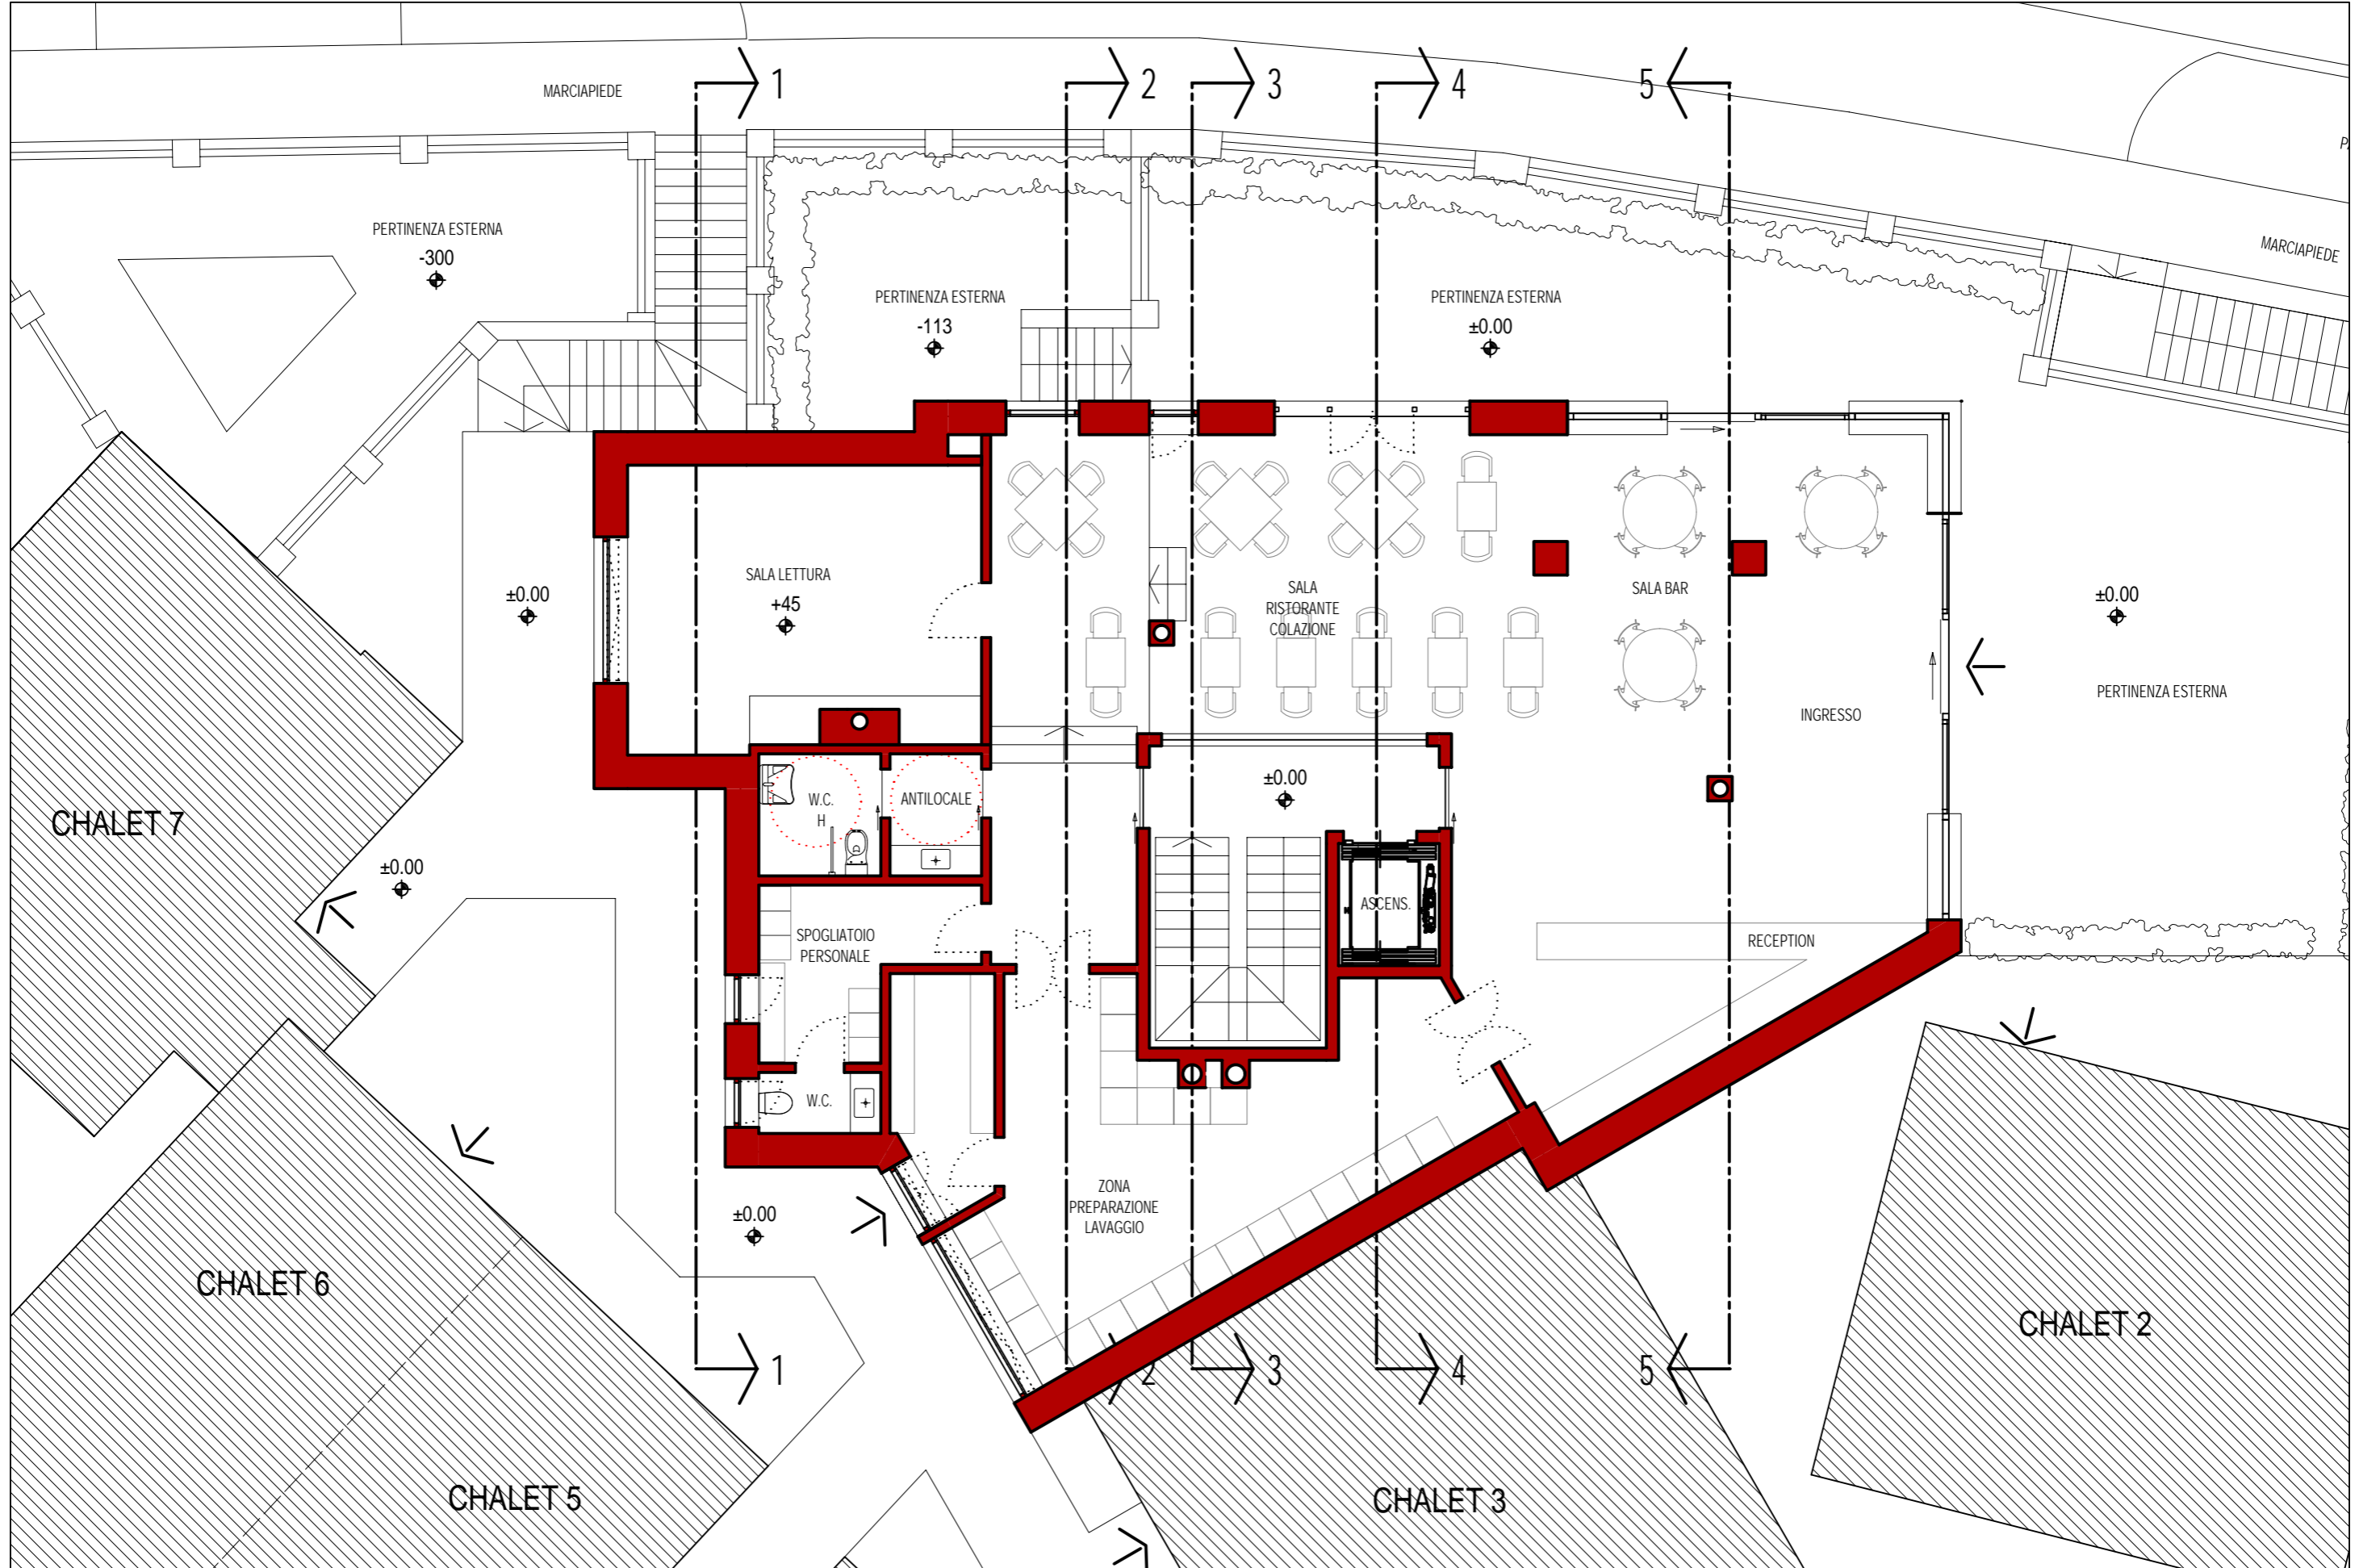 1
2
3
4
5
MARCIAPIEDE
PERTINENZA ESTERNA
-300
PERTINENZA ESTERNA
-113
PERTINENZA ESTERNA
±0.00
MARCIAPIEDE
SALA LETTURA
+45
±0.00
SALA
RISTORANTE
COLAZIONE
SALA BAR
±0.00
PERTINENZA ESTERNA
INGRESSO
±0.00
W.C.
H
ANTILOCALE
CHALET 7
±0.00
ASCENS.
SPOGLIATOIO
PERSONALE
RECEPTION
W.C.
ZONA
PREPARAZIONE
LAVAGGIO
±0.00
CHALET 6
CHALET 2
1
2
3
4
5
CHALET 5
CHALET 3